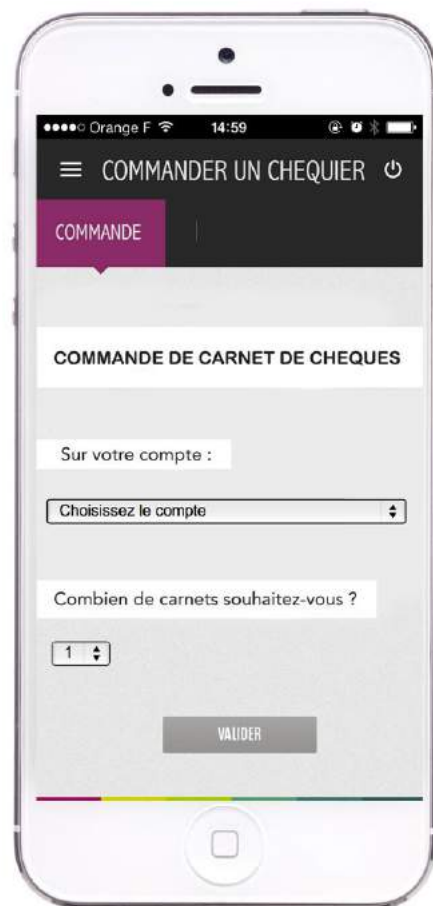 Orange F 14:59
COMMANDER UN CHEQUIER
COMMANDE
COMMANDE DE CARNET DE CHEQUES
Sur votre compte :
Choisissez le compte
Combien de carnets souhaitez-vous ?
1
VALIDER